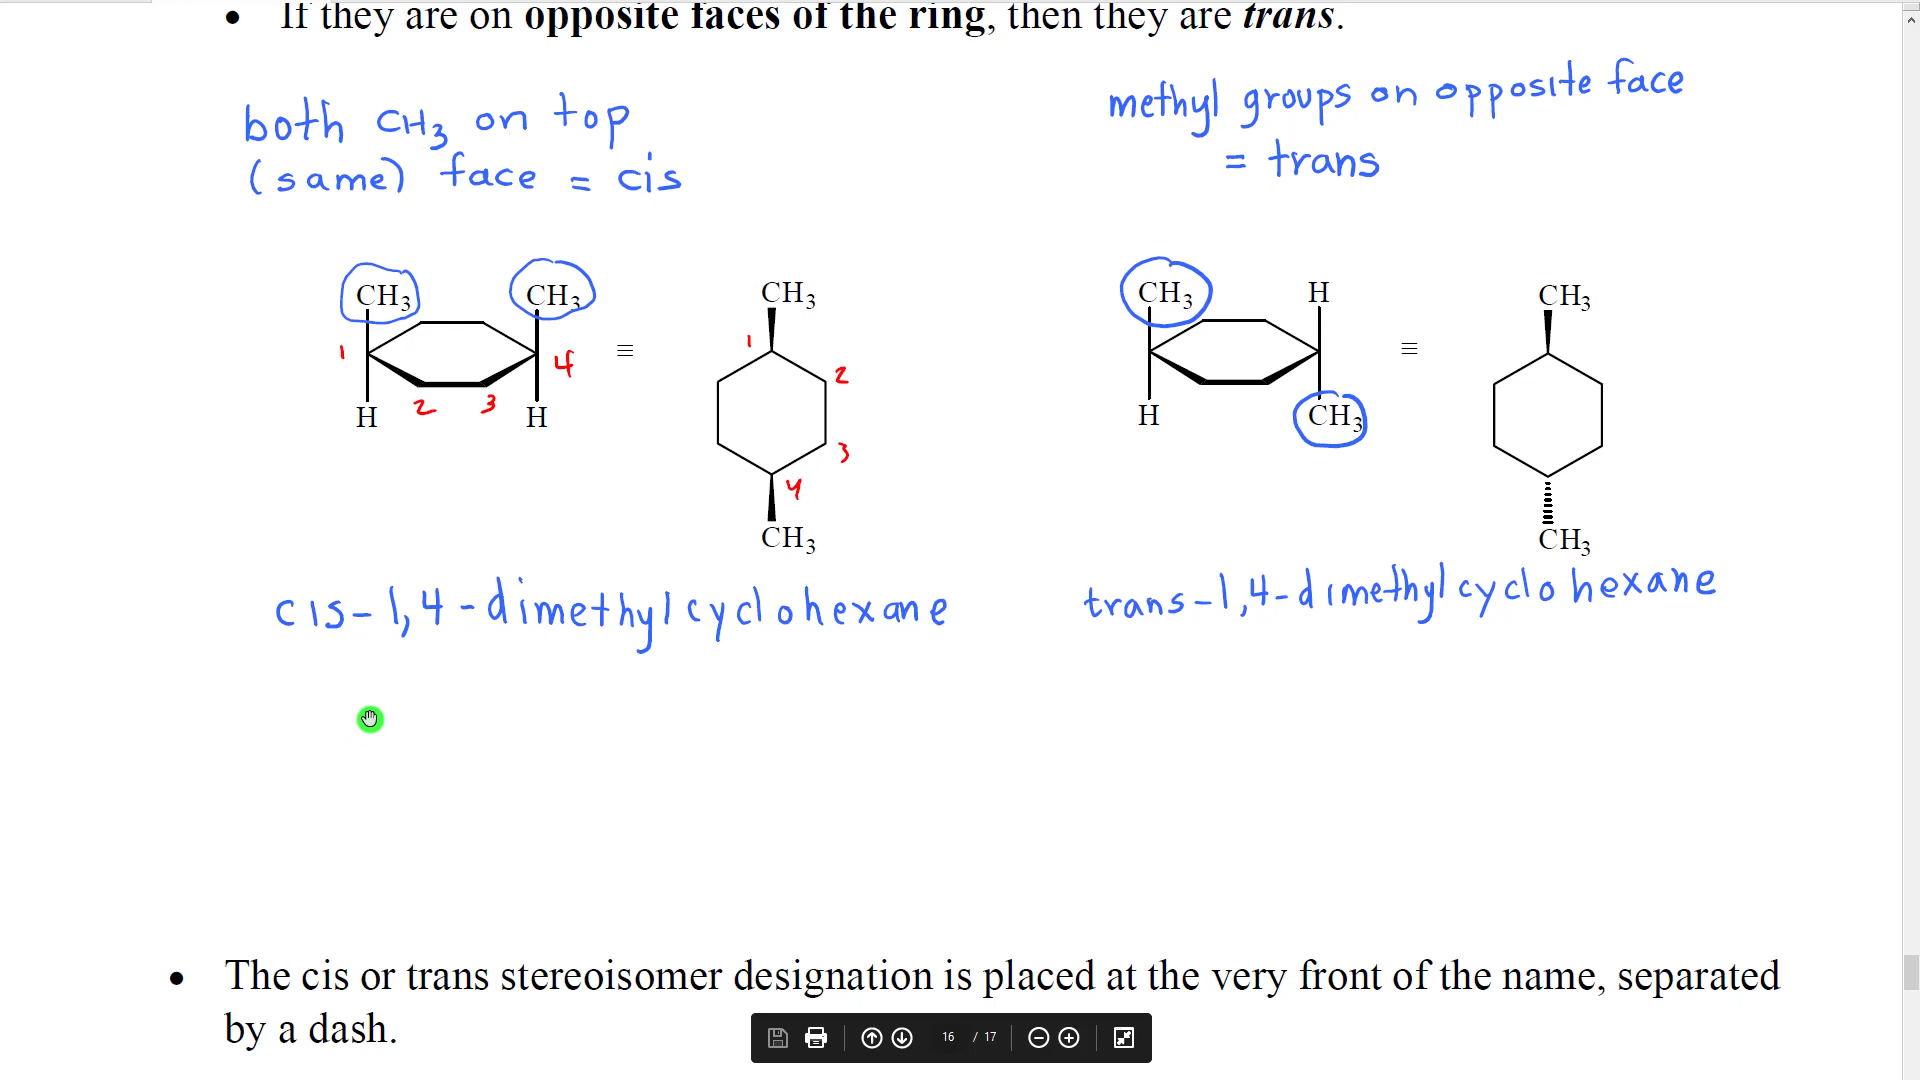 • If they are on opposite faces of the ring, then they are trans.
both CH3 on top
(same) face = cis
methyl groups on opposite face
= trans
CH3 CH3
1 4
2 3
H H
≡
CH3
1
2
3
4
CH3
CH3 H
H CH3
≡
CH3
CH3
cis-1,4-dimethylcyclohexane
trans-1,4-dimethylcyclohexane
• The cis or trans stereoisomer designation is placed at the very front of the name, separated
by a dash.
16 / 17